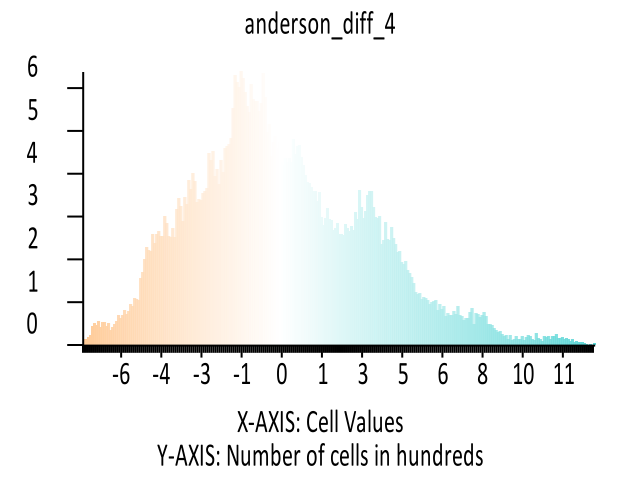 anderson_diff_4
6
5
4
3
2
1
0
-6 -4 -3 -1 0 1 3 5 6 8 10 11
X-AXIS: Cell Values
Y-AXIS: Number of cells in hundreds